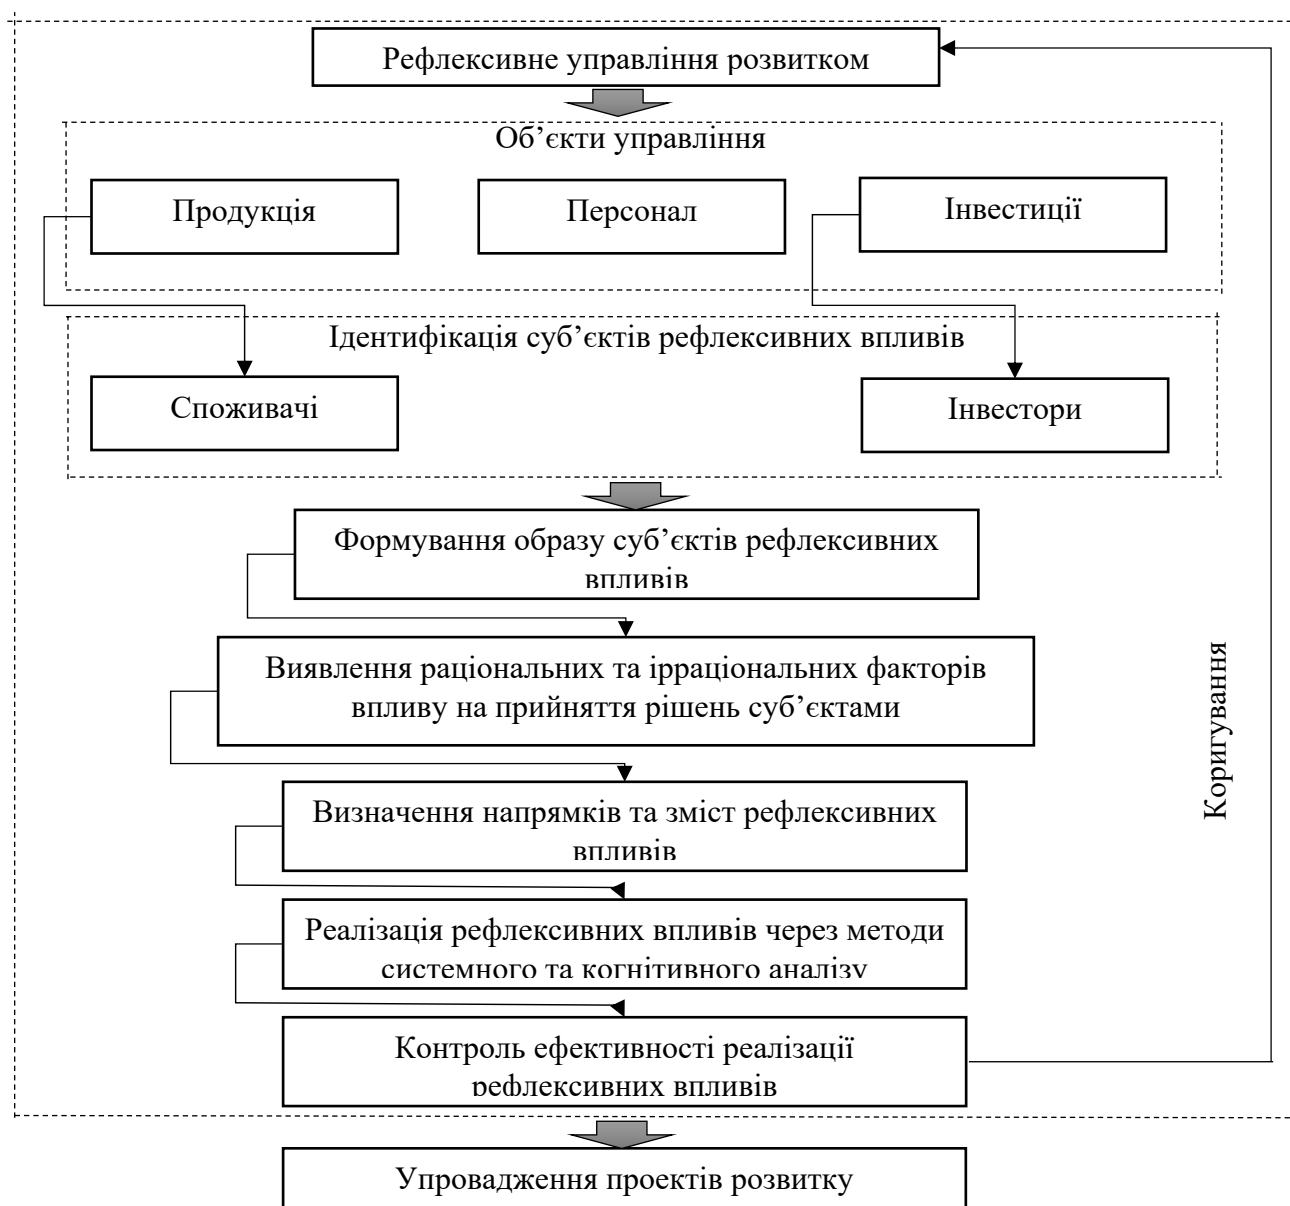 Рефлексивне управління розвитком
Об’єкти управління
Продукція
Персонал
Інвестиції
Ідентифікація суб’єктів рефлексивних впливів
Споживачі
Інвестори
Формування образу суб’єктів рефлексивних
впливів
Виявлення раціональних та ірраціональних факторів
впливу на прийняття рішень суб’єктами
Визначення напрямків та зміст рефлексивних
впливів
Реалізація рефлексивних впливів через методи
системного та когнітивного аналізу
Контроль ефективності реалізації
рефлексивних впливів
Коригування
Упровадження проектів розвитку